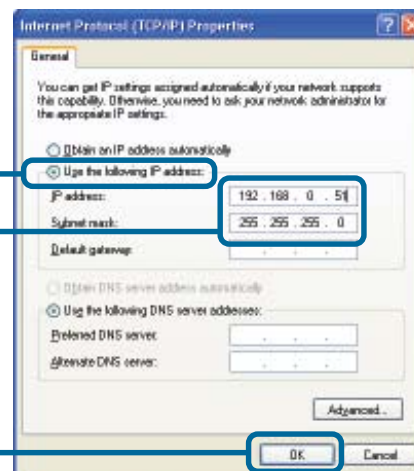 Internet Protocol (TCP/IP) Properties
General
You can get IP settings assigned automatically if your network supports
this capability. Otherwise, you need to ask your network administrator for
the appropriate IP settings.
Obtain an IP address automatically
Use the following IP address:
IP address:
192 . 168 . 0 . 51
Subnet mask:
255 . 255 . 255 . 0
Default gateway:
Obtain DNS server address automatically
Use the following DNS server addresses:
Preferred DNS server:
Alternate DNS server:
Advanced...
OK
Cancel